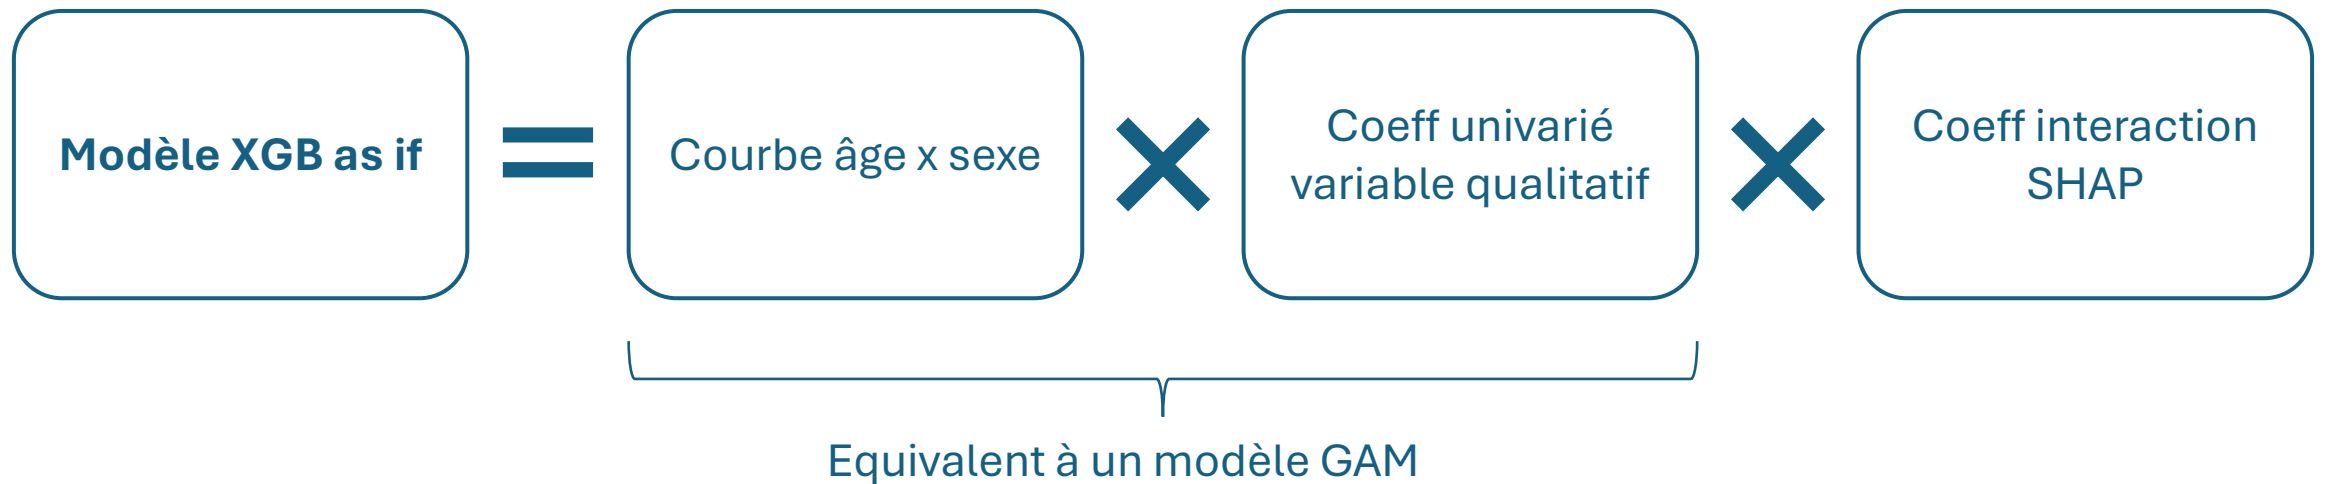 Modèle XGB as if
Courbe âge x sexe
Coeff univarié
variable qualitatif
Coeff interaction
SHAP
Equivalent à un modèle GAM